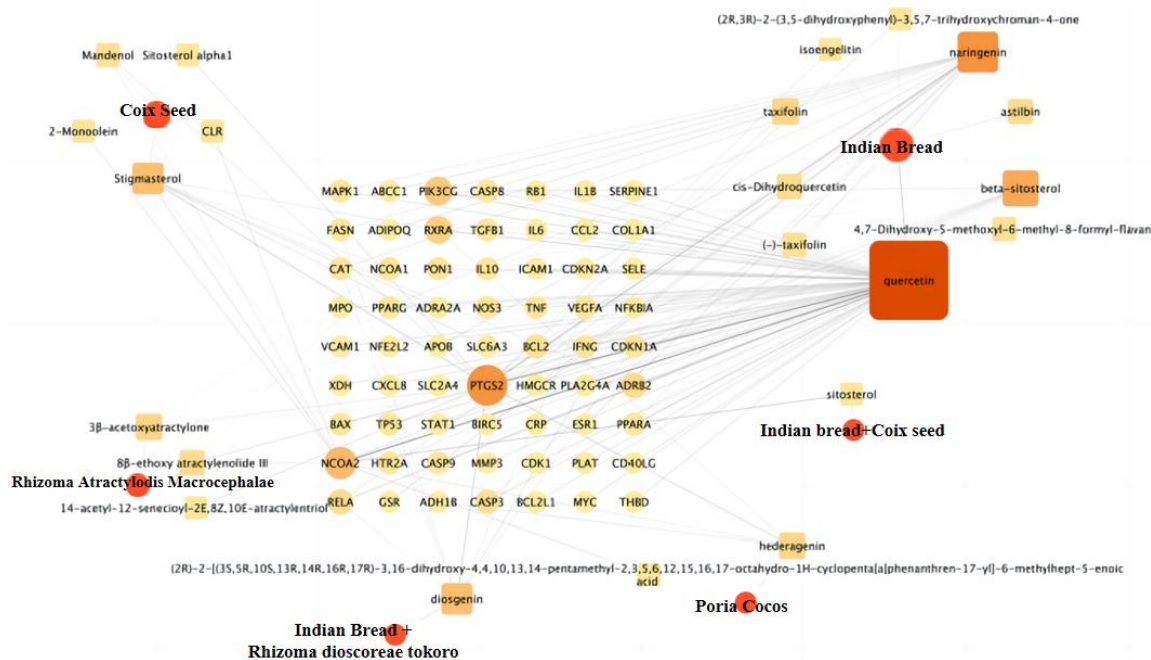 (2R,3R)-2-(3,5-dihydroxyphenyl)-3,5,7-trihydroxychroman-4-one
Mandenol Sitosterol alpha1 isoengelitin naringenin
Coix Seed taxifolin astilbin
2-Monoolein CLR Indian Bread
Stigmasterol cis-Dihydroquercetin beta-sitosterol
MAPK1 ABCC1 PIK3CG CASP8 RB1 IL1B SERPINE1
FASN ADIPOQ RXRA TGFB1 IL6 CCL2 COL1A1 4,7-Dihydroxy-5-methoxyl-6-methyl-8-formyl-flavan
(-)-taxifolin
CAT NCOA1 PON1 IL10 ICAM1 CDKN2A SELE quercetin
MPO PPARG ADRA2A NOS3 TNF VEGFA NFKBIA
VCAM1 NFE2L2 APOB SLC6A3 BCL2 IFNG CDKN1A
XDH CXCL8 SLC2A4 PTGS2 HMGCR PLA2G4A ADRB2 sitosterol
3β-acetoxyatractylone BAX TP53 STAT1 BIRC5 CRP ESR1 PPARA Indian bread+Coix seed
8β-ethoxy atractylenolide III NCOA2 HTR2A CASP9 MMP3 CDK1 PLAT CD40LG
Rhizoma Atractylodis Macrocephalae
14-acetyl-12-senecioyl-2E,8Z,10E-atractylentriol RELA GSR ADH1B CASP3 BCL2L1 MYC THBD
hederagenin
(2R)-2-[(3S,5R,10S,13R,14R,16R,17R)-3,16-dihydroxy-4,4,10,13,14-pentamethyl-2,3,5,6,12,15,16,17-octahydro-1H-cyclopenta[a]phenanthren-17-yl]-6-methylhept-5-enoic
acid
diosgenin Poria Cocos
Indian Bread +
Rhizoma dioscoreae tokoro